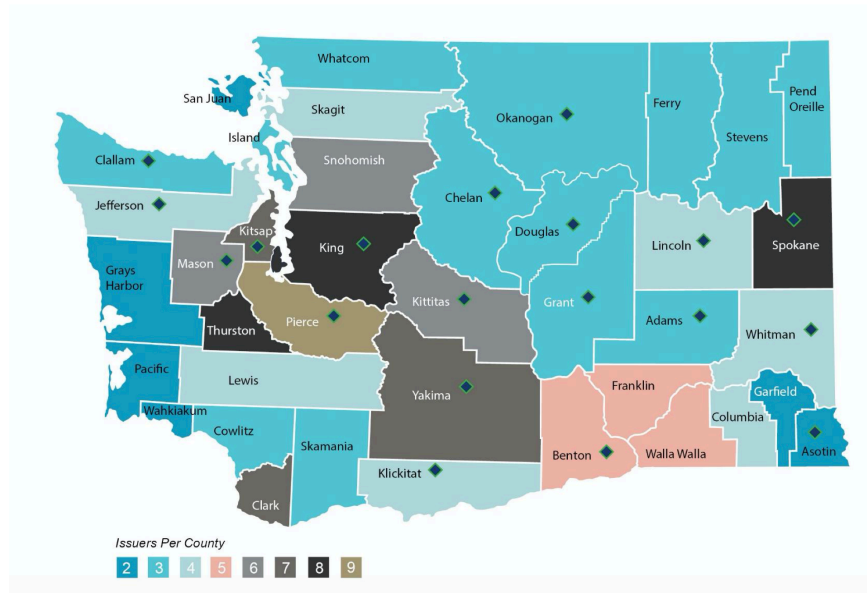 Whatcom
San Juan
Skagit
Okanogan
Ferry
Pend
Oreille
Stevens
Island
Clallam
Snohomish
Chelan
Jefferson
Douglas
Kitsap
King
Lincoln
Spokane
Mason
Grays
Harbor
Kittitas
Grant
Adams
Pierce
Thurston
Whitman
Pacific
Lewis
Yakima
Franklin
Garfield
Wahkiakum
Columbia
Cowlitz
Skamania
Benton
Walla Walla
Asotin
Klickitat
Clark
Issuers Per County
2 3 4 5 6 7 8 9